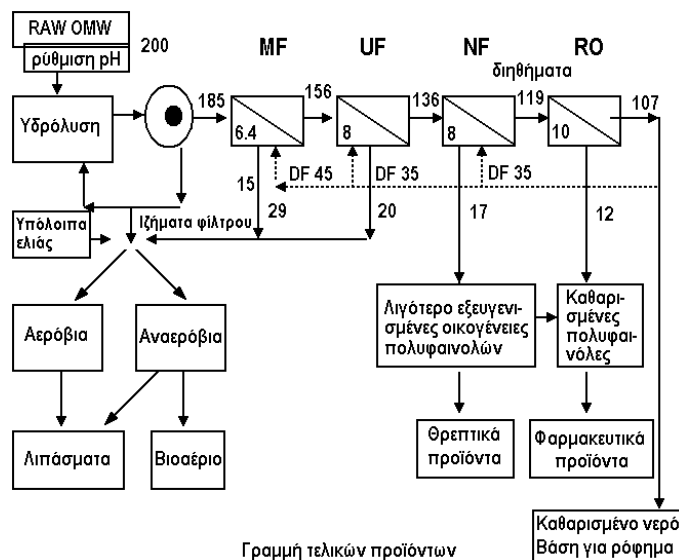 RAW OMW
ρύθμιση pH
200
MF
UF
NF
RO
διηθήματα
Υδρόλυση
185
156
136
119
107
6.4
8
8
10
DF 45
DF 35
DF 35
15
29
20
17
12
Υπόλοιπα
ελιάς
Ιζήματα φίλτρου
Αερόβια
Αναερόβια
Λιγότερο εξευγενι-
σμένες οικογένειες
πολυφαινολών
Καθαρι-
σμένες
πολυφαι-
νόλες
Λιπάσματα
Βιοαέριο
Θρεπτικά
προϊόντα
Φαρμακευτικά
προϊόντα
Καθαρισμένο νερό
Βάση για ρόφημα
Γραμμή τελικών προϊόντων